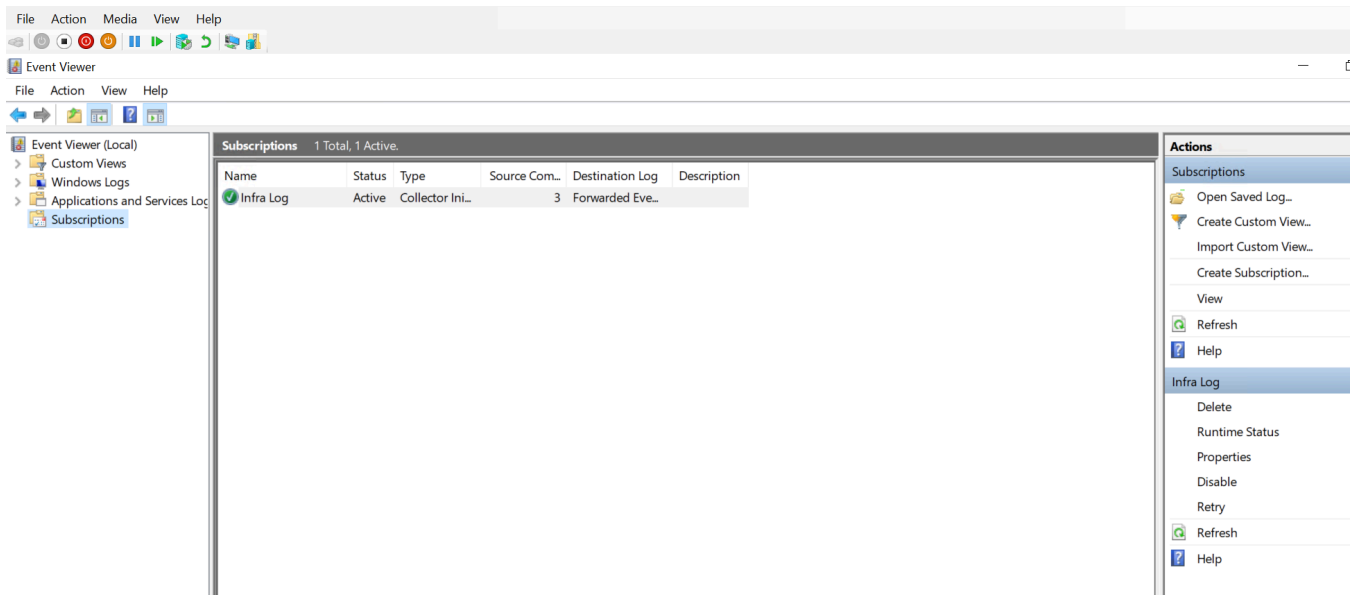 File Action Media View Help
Event Viewer
File Action View Help
Event Viewer (Local)
Custom Views
Windows Logs
Applications and Services Log
Subscriptions
Subscriptions 1 Total, 1 Active.
Name Status Type Source Com... Destination Log Description
Infra Log Active Collector Ini... 3 Forwarded Eve...
Actions
Subscriptions
Open Saved Log...
Create Custom View...
Import Custom View...
Create Subscription...
View
Refresh
Help
Infra Log
Delete
Runtime Status
Properties
Disable
Retry
Refresh
Help